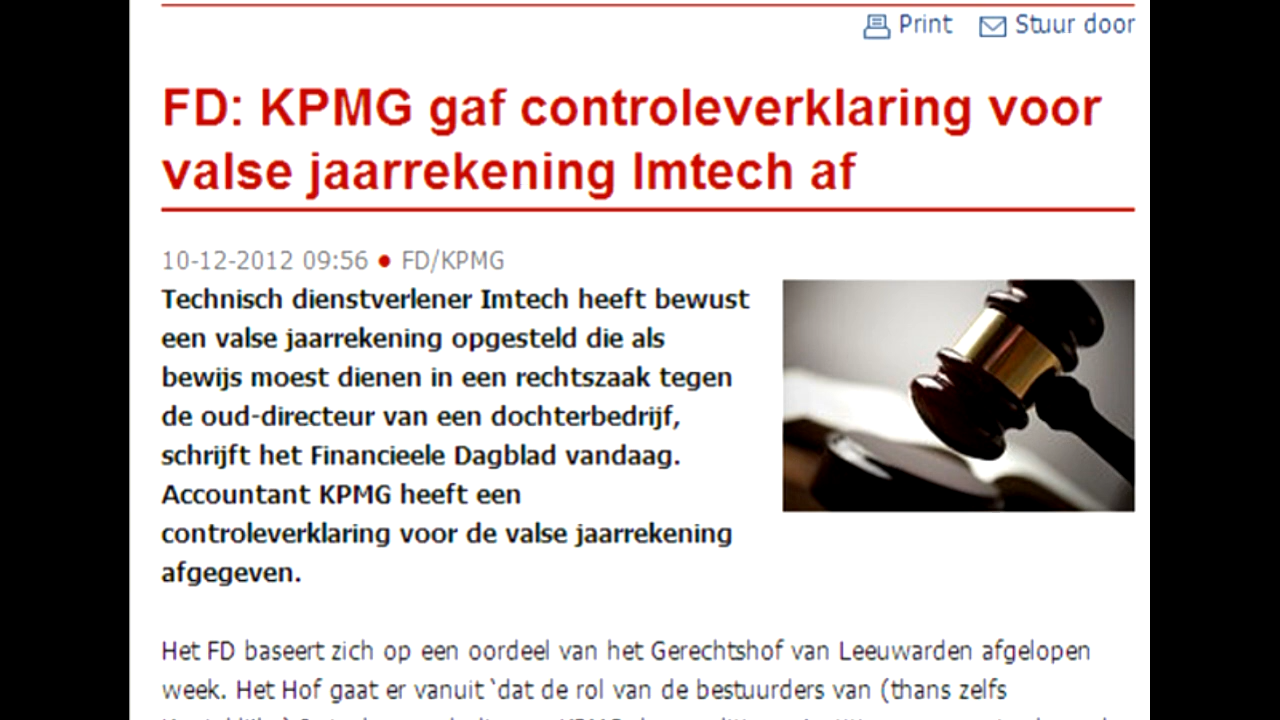 Print Stuur door
FD: KPMG gaf controleverklaring voor
valse jaarrekening Imtech af
10-12-2012 09:56 • FD/KPMG
Technisch dienstverlener Imtech heeft bewust
een valse jaarrekening opgesteld die als
bewijs moest dienen in een rechtszaak tegen
de oud-directeur van een dochterbedrijf,
schrijft het Financieele Dagblad vandaag.
Accountant KPMG heeft een
controleverklaring voor de valse jaarrekening
afgegeven.
Het FD baseert zich op een oordeel van het Gerechtshof van Leeuwarden afgelopen
week. Het Hof gaat er vanuit `dat de rol van de bestuurders van (thans zelfs